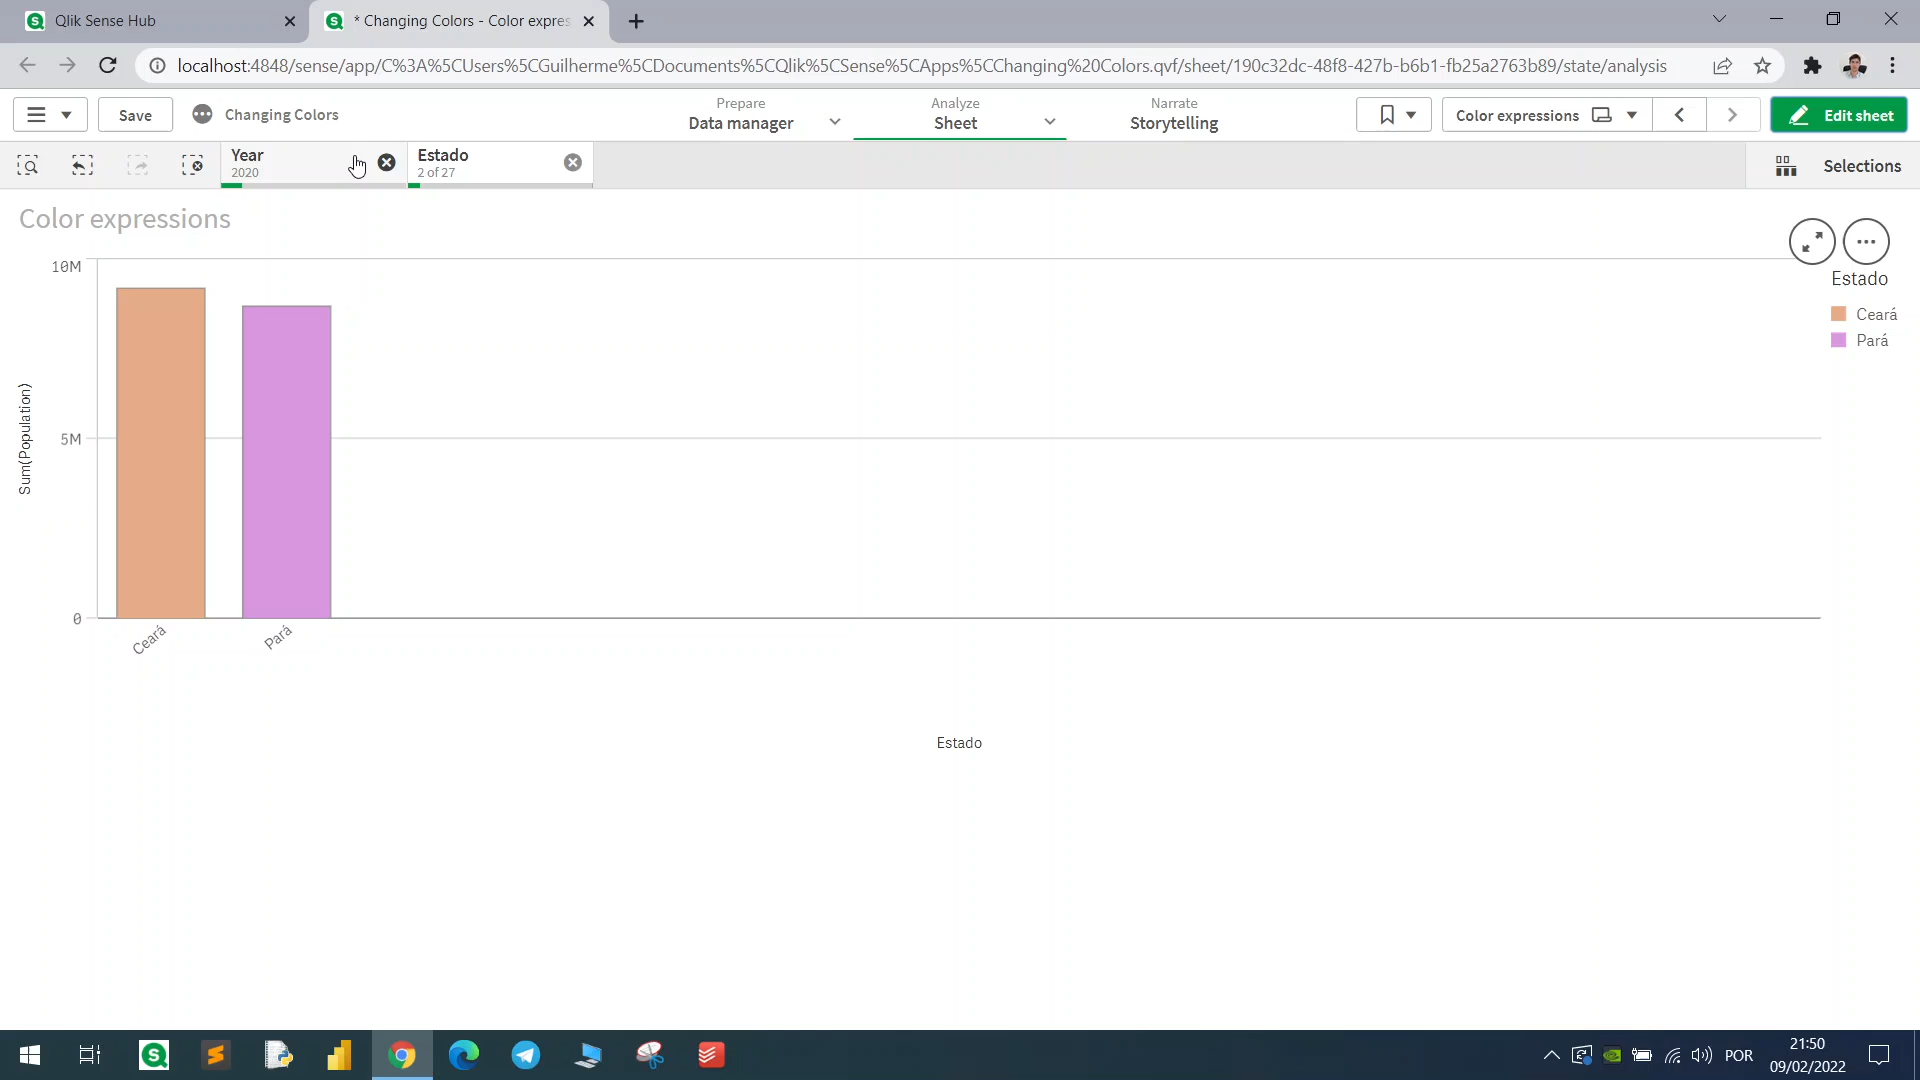 Qlik Sense Hub
* Changing Colors - Color expres
localhost:4848/sense/app/C%3A%5CUsers%5CGuilherme%5CDocuments%5CQlik%5CSense%5CApps%5CChanging%20Colors.qvf/sheet/190c32dc-48f8-427b-b6b1-fb25a2763b89/state/analysis
Save
Changing Colors
Prepare
Data manager
Analyze
Sheet
Narrate
Storytelling
Color expressions
Edit sheet
Year
2020
Estado
2 of 27
Selections
Color expressions
10M
5M
0
Sum(Population)
Ceará
Pará
Estado
Estado
Ceará
Pará
POR
21:50
09/02/2022